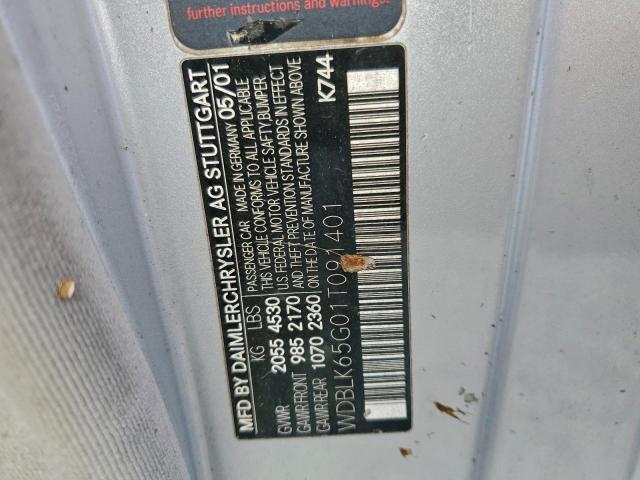 further instructions and warnings.
MFD BY DAIMLERCHRYSLER AG STUTTGART
PASSENGER CAR MADE IN GERMANY 05/01
KG LBS
THIS VEHICLE CONFORMS TO ALL APPLICABLE
U.S. FEDERAL MOTOR VEHICLE SAFTY/BUMPER
AND THEFT PREVENTION STANDARDS IN EFFECT
ON THE DATE OF MANUFACTURE SHOWN ABOVE
GVWR 2055 4530
GAWR FRONT 985 2170
GAWR REAR 1070 2360
K744
WDBLK65G01T091401